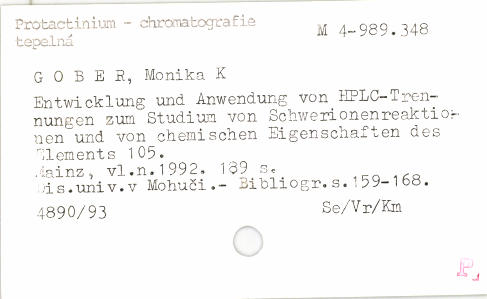 Protactinium - chromatografie
tepelná
M 4-989.348
G O B E R, Monika K
Entwicklung und Anwendung von HPLC-Tren-
nungen zum Studium von Schwerionenreaktio-
nen und von chemischen Eigenschaften des
Elements 105.
Mainz, vl.n.1992. 189 s.
Dis.univ.v Mohuči.- Bibliogr.s.159-168.
4890/93
Se/Vr/Km
P.